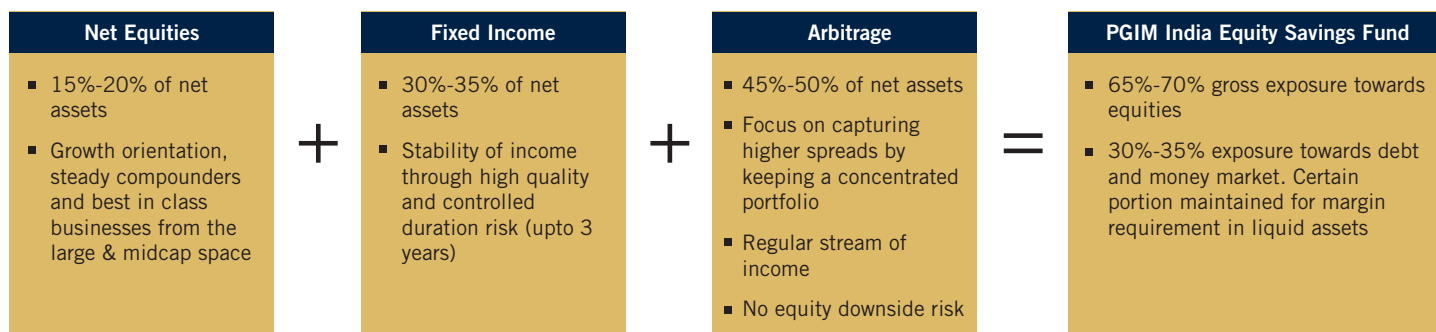 Net Equities
▪ 15%-20% of net
assets
▪ Growth orientation,
steady compounders
and best in class
businesses from the
large & midcap space
+
Fixed Income
▪ 30%-35% of net
assets
▪ Stability of income
through high quality
and controlled
duration risk (upto 3
years)
+
Arbitrage
▪ 45%-50% of net assets
▪ Focus on capturing
higher spreads by
keeping a concentrated
portfolio
▪ Regular stream of
income
▪ No equity downside risk
=
PGIM India Equity Savings Fund
▪ 65%-70% gross exposure towards
equities
▪ 30%-35% exposure towards debt
and money market. Certain
portion maintained for margin
requirement in liquid assets